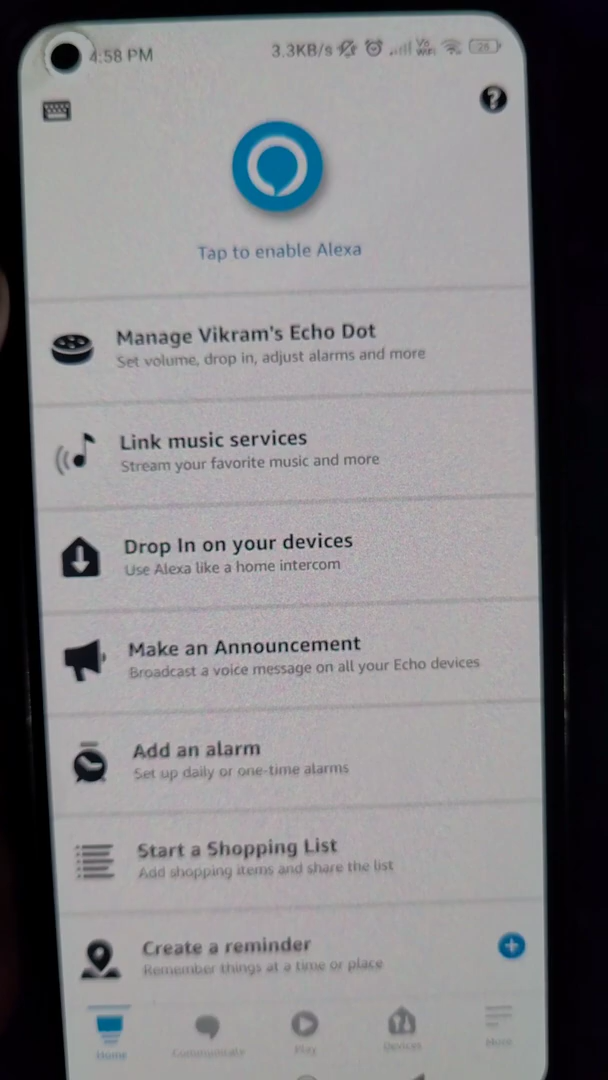 4:58 PM 3.3KB/s Vo WiFi 26
?
Tap to enable Alexa
Manage Vikram's Echo Dot
Set volume, drop in, adjust alarms and more
Link music services
Stream your favorite music and more
Drop In on your devices
Use Alexa like a home intercom
Make an Announcement
Broadcast a voice message on all your Echo devices
Add an alarm
Set up daily or one-time alarms
Start a Shopping List
Add shopping items and share the list
Create a reminder
Remember things at a time or place
Home Communicate Play Devices More